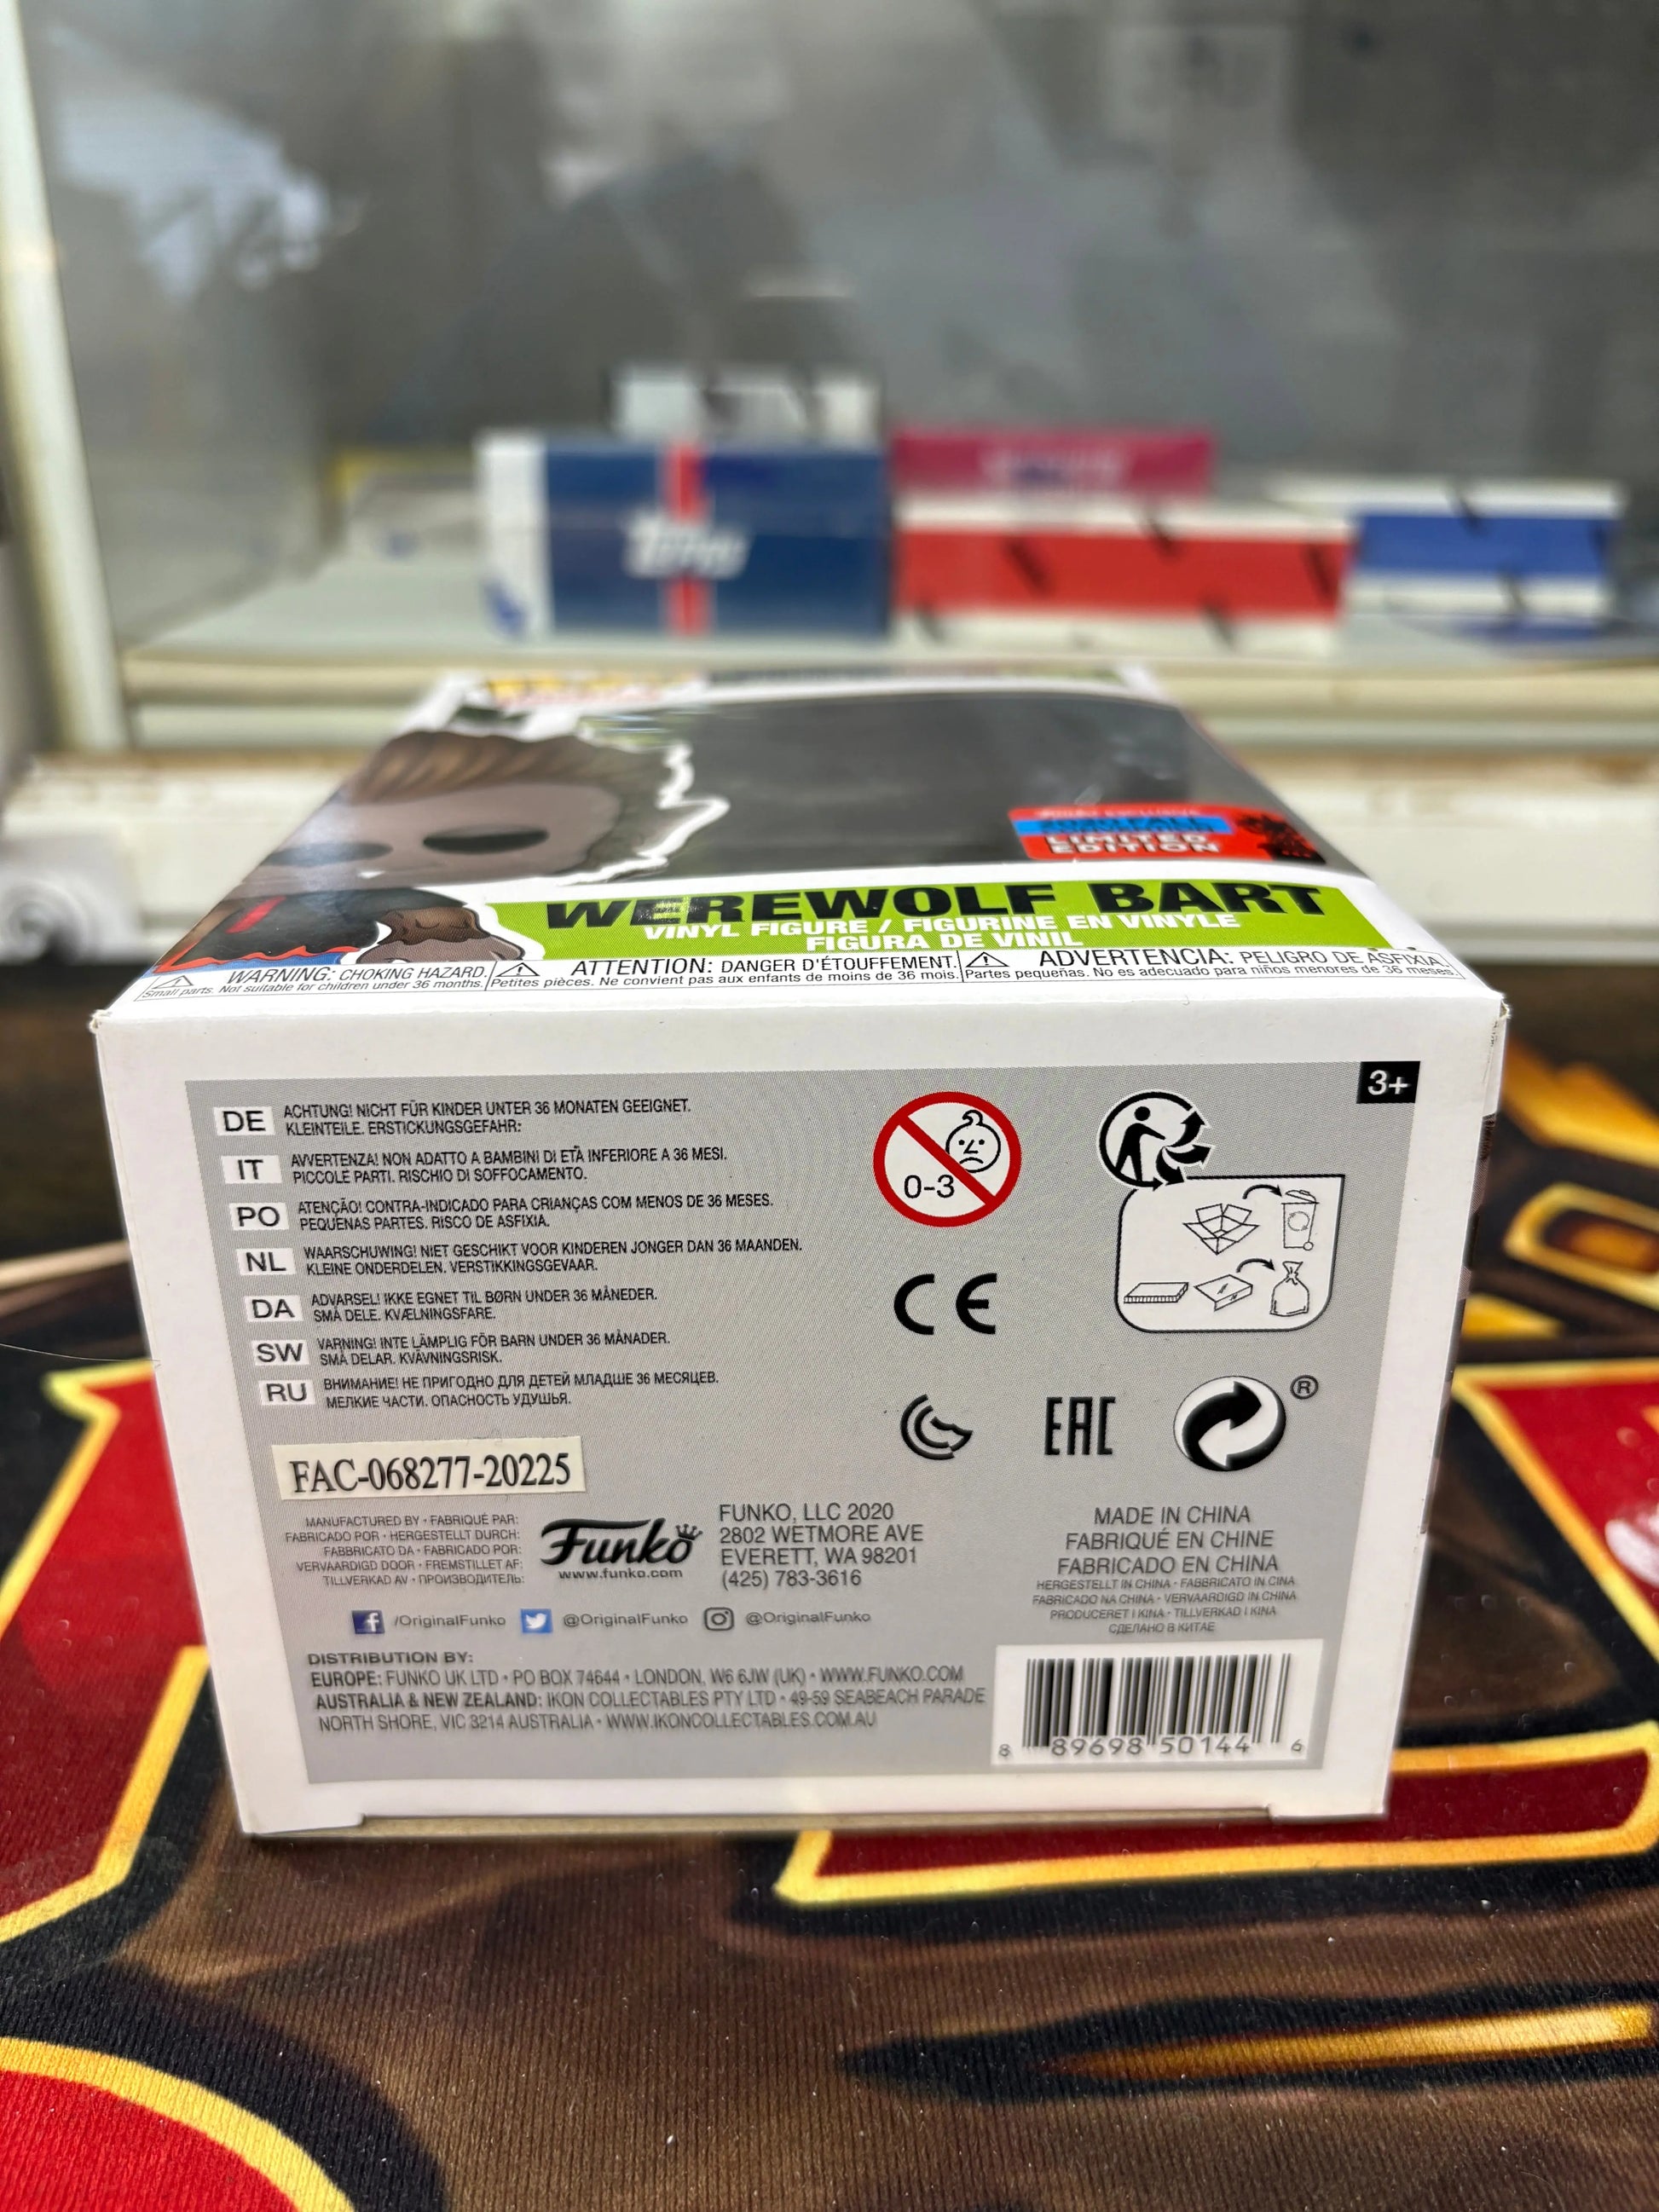 Topps
LIMITED
EDITION
WEREWOLF BART
VINYL FIGURE / FIGURINE EN VINYLE
FIGURA DE VINIL
WARNING: CHOKING HAZARD.
Small parts. Not suitable for children under 36 months.
ATTENTION: DANGER D'ÉTOUFFEMENT.
Petites pièces. Ne convient pas aux enfants de moins de 36 mois.
ADVERTENCIA: PELIGRO DE ASFIXIA.
Partes pequeñas. No es adecuado para niños menores de 36 meses.
3+
DE ACHTUNG! NICHT FÜR KINDER UNTER 36 MONATEN GEEIGNET.
KLEINTEILE. ERSTICKUNGSGEFAHR:
IT AVVERTENZA! NON ADATTO A BAMBINI DI ETÀ INFERIORE A 36 MESI.
PICCOLE PARTI. RISCHIO DI SOFFOCAMENTO.
PO ATENÇÃO! CONTRA-INDICADO PARA CRIANÇAS COM MENOS DE 36 MESES.
PEQUENAS PARTES. RISCO DE ASFIXIA.
NL WAARSCHUWING! NIET GESCHIKT VOOR KINDEREN JONGER DAN 36 MAANDEN.
KLEINE ONDERDELEN. VERSTIKKINGSGEVAAR.
DA ADVARSEL! IKKE EGNET TIL BØRN UNDER 36 MÅNEDER.
SMÅ DELE. KVÆLNINGSFARE.
SW VARNING! INTE LÄMPLIG FÖR BARN UNDER 36 MÅNADER.
SMÅ DELAR. KVÄVNINGSRISK.
RU ВНИМАНИЕ! НЕ ПРИГОДНО ДЛЯ ДЕТЕЙ МЛАДШЕ 36 МЕСЯЦЕВ.
МЕЛКИЕ ЧАСТИ. ОПАСНОСТЬ УДУШЬЯ.
0-3
CE
EAC
®
FAC-068277-20225
MANUFACTURED BY • FABRIQUÉ PAR:
FABRICADO POR • HERGESTELLT DURCH:
FABBRICATO DA • FABRICADO POR:
VERVAARDIGD DOOR • FREMSTILLET AF:
TILLVERKAD AV • ПРОИЗВОДИТЕЛЬ:
Funko
www.funko.com
FUNKO, LLC 2020
2802 WETMORE AVE
EVERETT, WA 98201
(425) 783-3616
MADE IN CHINA
FABRIQUÉ EN CHINE
FABRICADO EN CHINA
HERGESTELLT IN CHINA • FABBRICATO IN CINA
FABRICADO NA CHINA • VERVAARDIGD IN CHINA
PRODUCERET I KINA • TILLVERKAD I KINA
СДЕЛАНО В КИТАЕ
/OriginalFunko @OriginalFunko @OriginalFunko
DISTRIBUTION BY:
EUROPE: FUNKO UK LTD • PO BOX 74644 • LONDON, W6 6JW (UK) • WWW.FUNKO.COM
AUSTRALIA & NEW ZEALAND: IKON COLLECTABLES PTY LTD • 49-59 SEABEACH PARADE
NORTH SHORE, VIC 3214 AUSTRALIA • WWW.IKONCOLLECTABLES.COM.AU
8 89698 50144 6